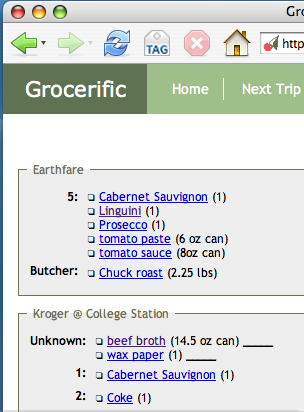 Gro
TAG
http
Grocerific Home Next Trip
Earthfare
5: Cabernet Sauvignon (1)
Linguini (1)
Prosecco (1)
tomato paste (6 oz can)
tomato sauce (8oz can)
Butcher: Chuck roast (2.25 lbs)
Kroger @ College Station
Unknown: beef broth (14.5 oz can) _____
wax paper (1) _____
1: Cabernet Sauvignon (1)
2: Coke (1)